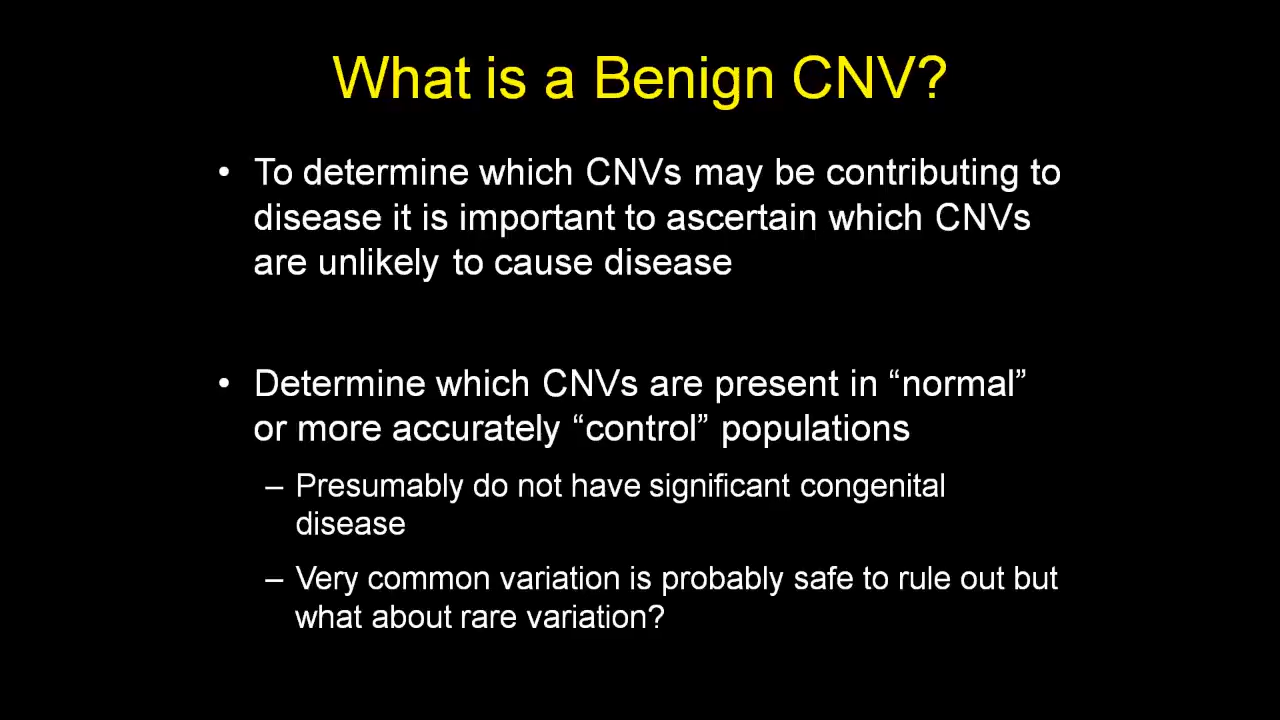 What is a Benign CNV?
• To determine which CNVs may be contributing to
disease it is important to ascertain which CNVs
are unlikely to cause disease
• Determine which CNVs are present in “normal”
or more accurately “control” populations
– Presumably do not have significant congenital
disease
– Very common variation is probably safe to rule out but
what about rare variation?